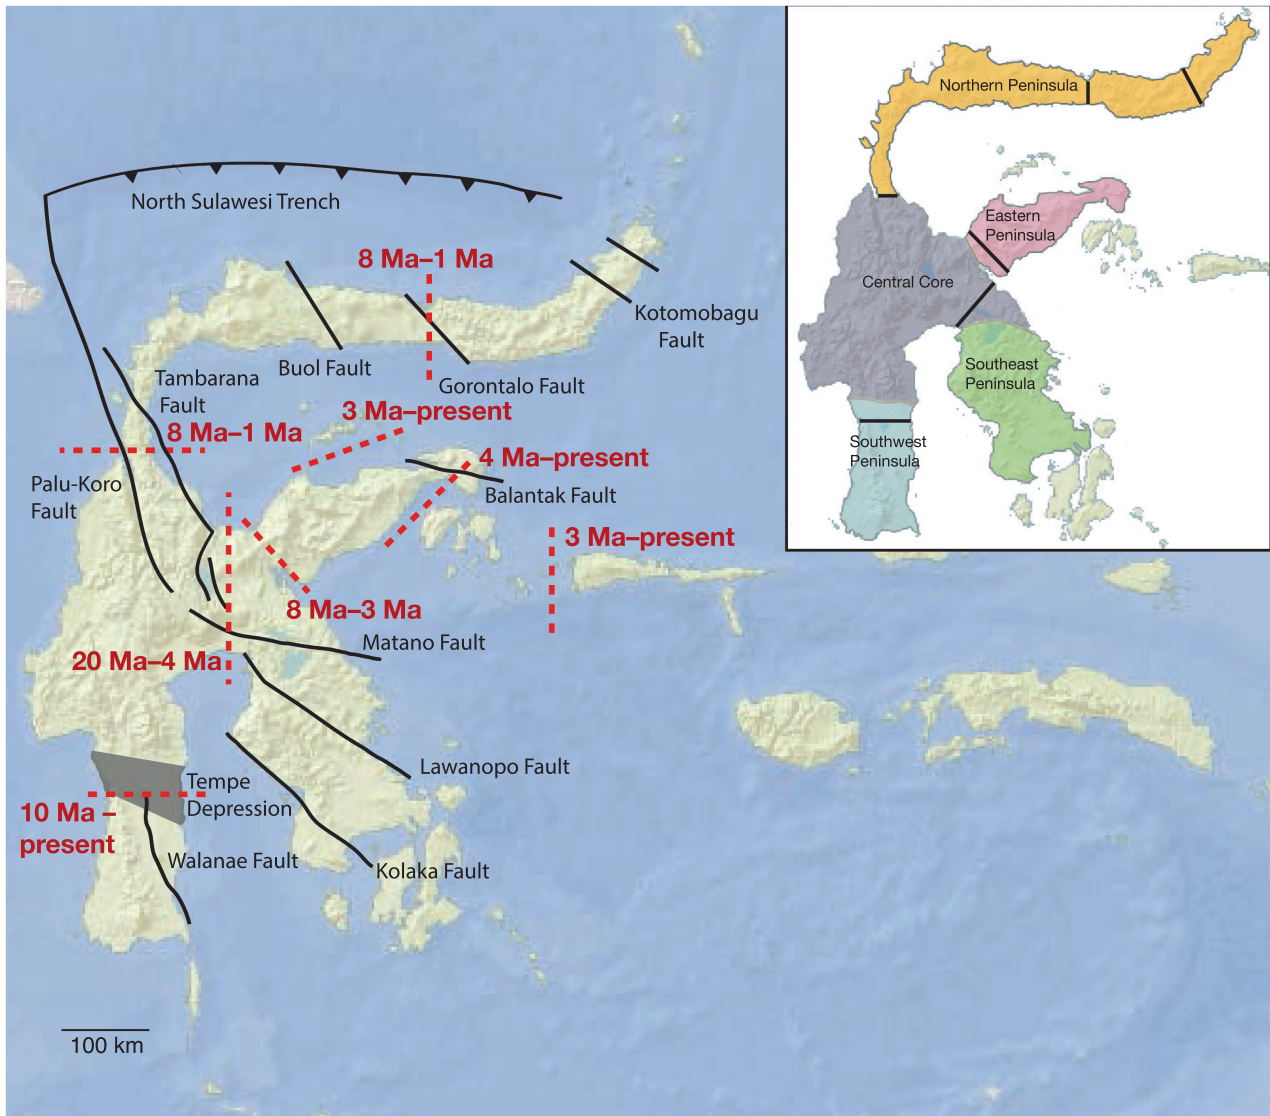 Northern Peninsula
Eastern
Peninsula
Central Core
Southeast
Peninsula
Southwest
Peninsula
North Sulawesi Trench
8 Ma–1 Ma
Kotomobagu
Fault
Buol Fault
Gorontalo Fault
Tambarana
Fault
3 Ma–present
8 Ma–1 Ma
4 Ma–present
Palu-Koro
Fault
Balantak Fault
3 Ma–present
8 Ma–3 Ma
Matano Fault
20 Ma–4 Ma
Lawanopo Fault
Tempe
Depression
10 Ma –
present
Walanae Fault
Kolaka Fault
100 km